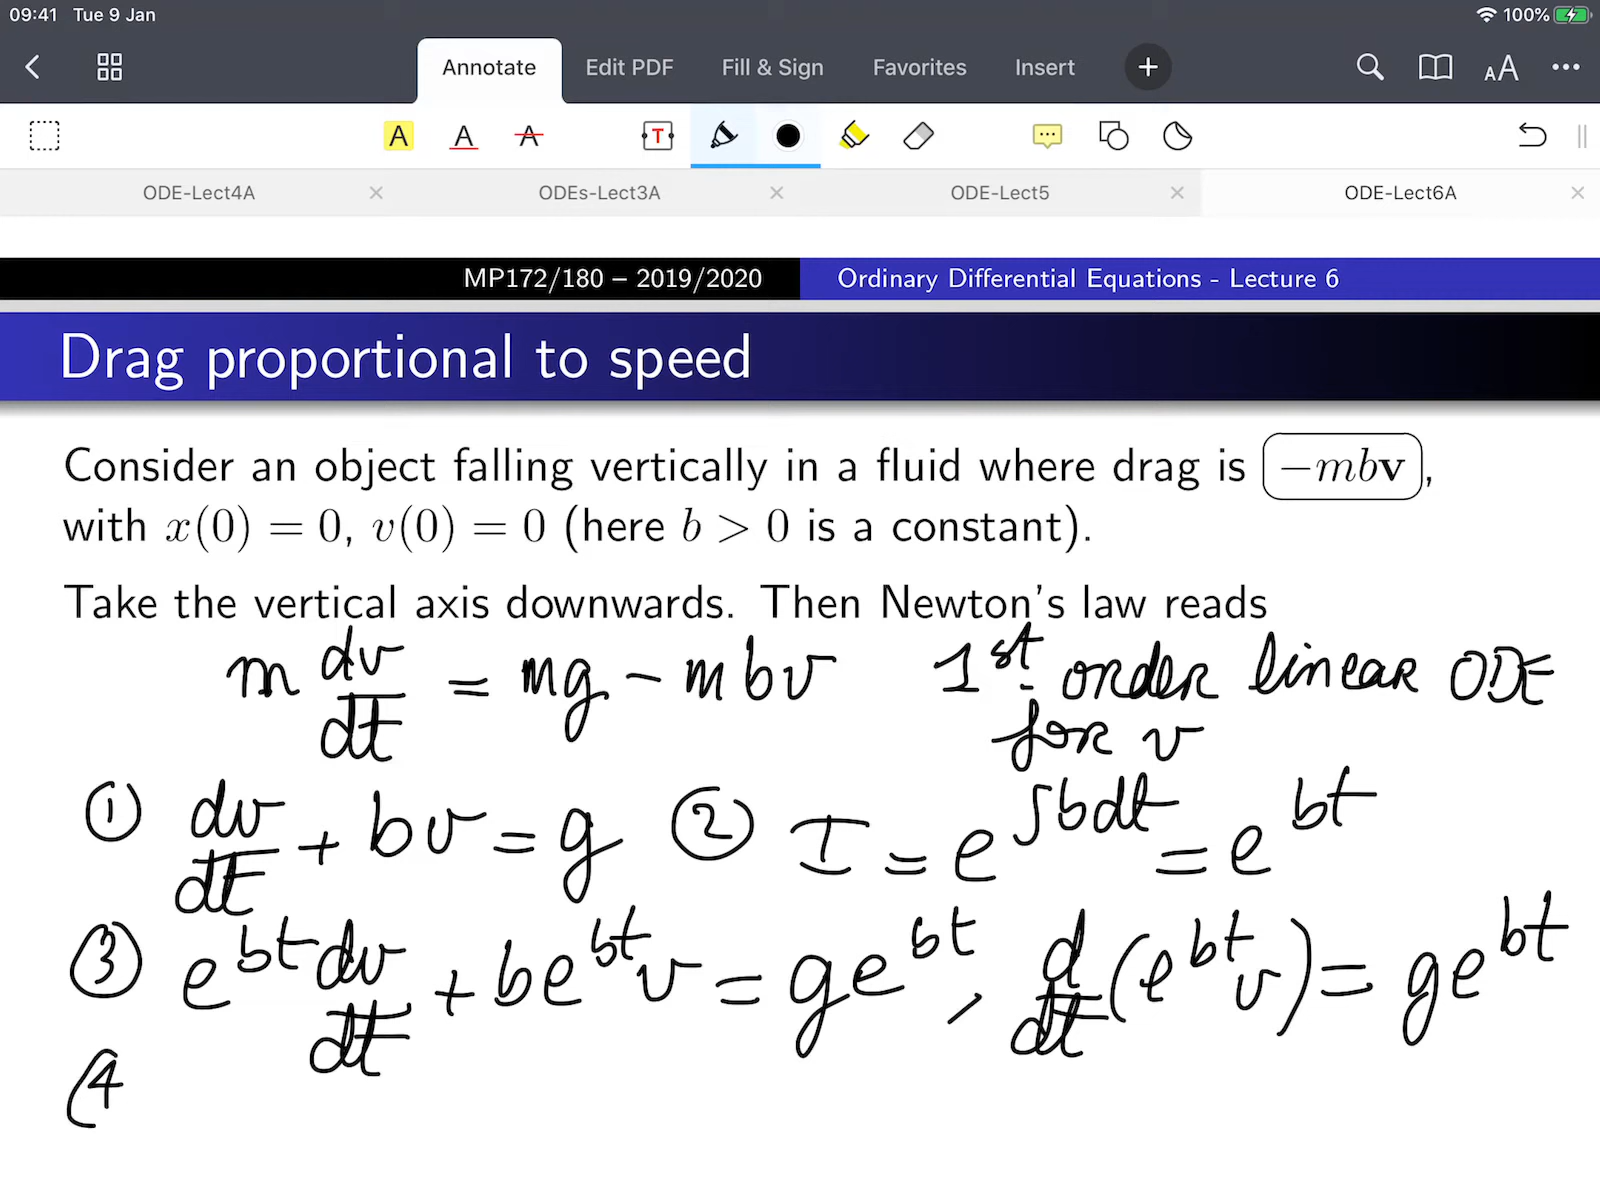 09:41 Tue 9 Jan 100%
Annotate Edit PDF Fill & Sign Favorites Insert + AA
A A A T
ODE-Lect4A × ODEs-Lect3A × ODE-Lect5 × ODE-Lect6A ×
MP172/180 – 2019/2020 Ordinary Differential Equations - Lecture 6
Drag proportional to speed
Consider an object falling vertically in a fluid where drag is −mb𝐯,
with x(0) = 0, v(0) = 0 (here b > 0 is a constant).
Take the vertical axis downwards. Then Newton's law reads
m dv/dt = mg − mbv 1st order linear ODE
for v
① dv/dt + bv = g ② I = e^∫bdt = e^bt
③ e^bt dv/dt + be^bt v = ge^bt , d/dt (e^bt v) = ge^bt
(4